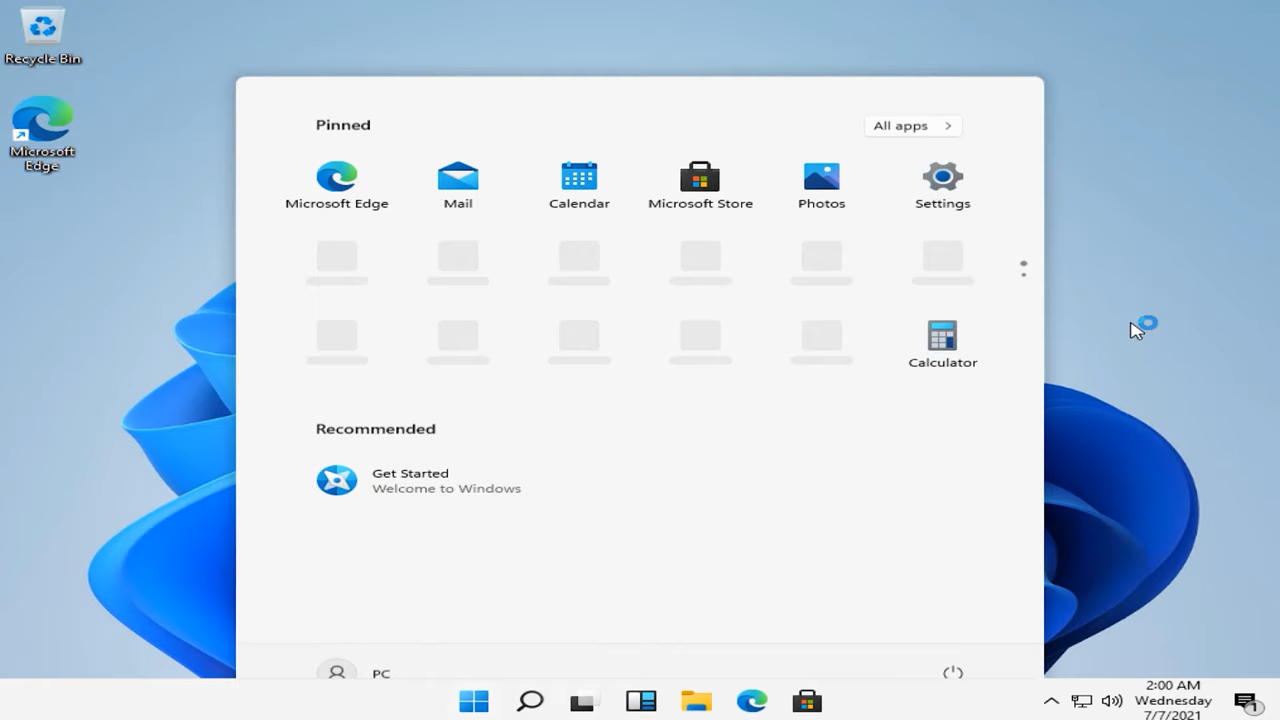 Recycle Bin
Microsoft
Edge
Pinned
All apps
Microsoft Edge
Mail
Calendar
Microsoft Store
Photos
Settings
Calculator
Recommended
Get Started
Welcome to Windows
PC
2:00 AM
Wednesday
7/7/2021
1